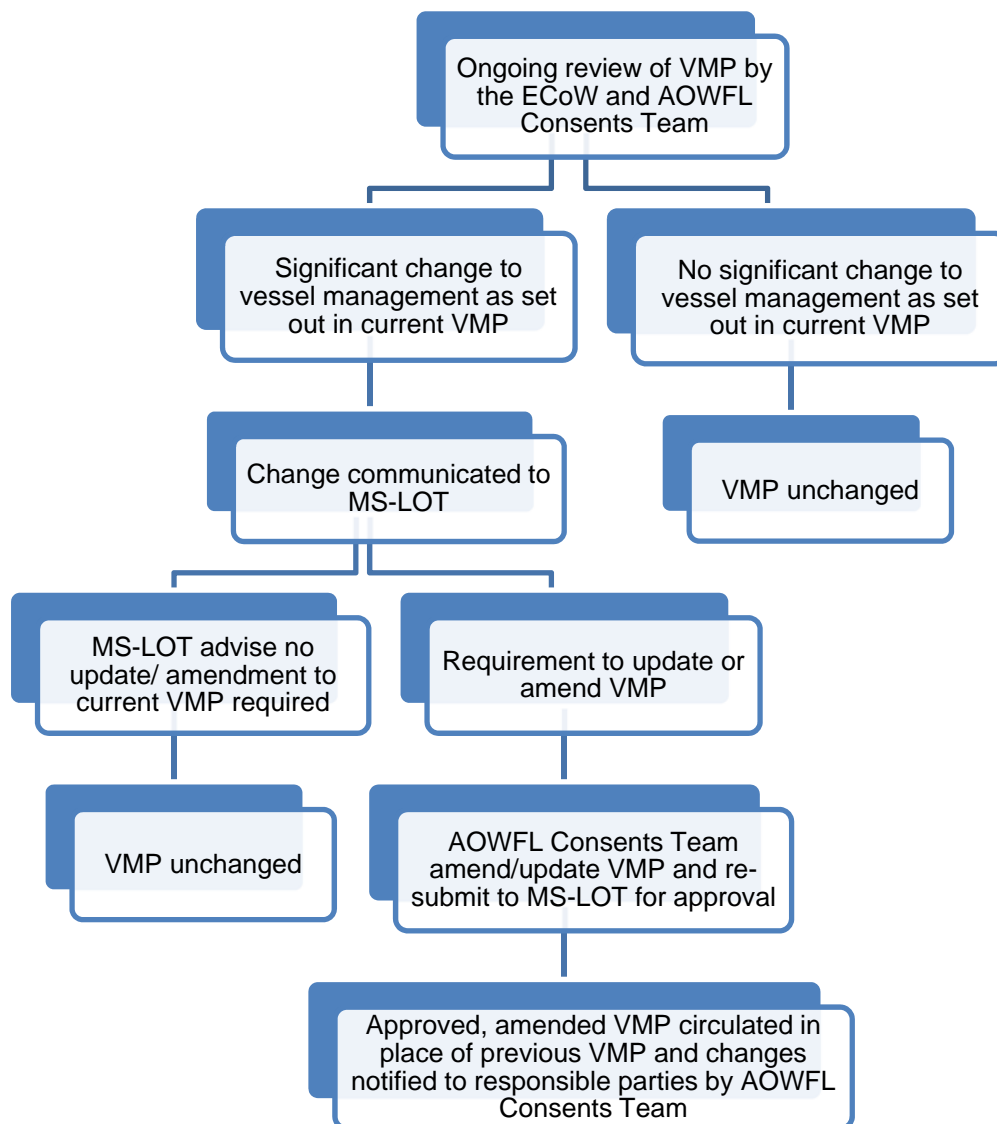 Ongoing review of VMP by
the ECoW and AOWFL
Consents Team
Significant change to
vessel management as set
out in current VMP
No significant change to
vessel management as set
out in current VMP
Change communicated to
MS-LOT
VMP unchanged
MS-LOT advise no
update/ amendment to
current VMP required
Requirement to update or
amend VMP
VMP unchanged
AOWFL Consents Team
amend/update VMP and re-
submit to MS-LOT for approval
Approved, amended VMP circulated in
place of previous VMP and changes
notified to responsible parties by AOWFL
Consents Team